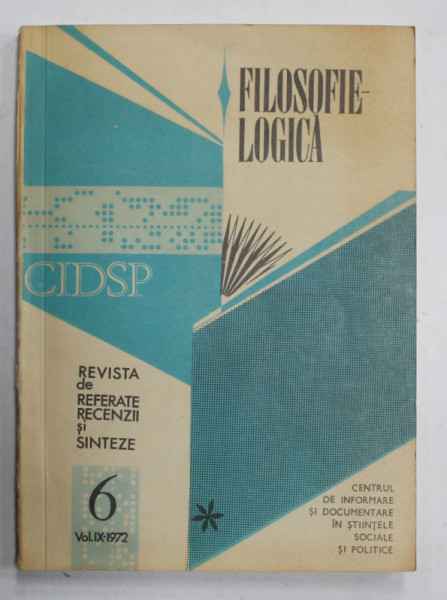 FILOSOFIE-
LOGICĂ
CIDSP
REVISTA
de
REFERATE
RECENZII
și
SINTEZE
6
Vol.IX-1972
CENTRUL
DE INFORMARE
ȘI DOCUMENTARE
ÎN ȘTIINȚELE
SOCIALE
ȘI POLITICE